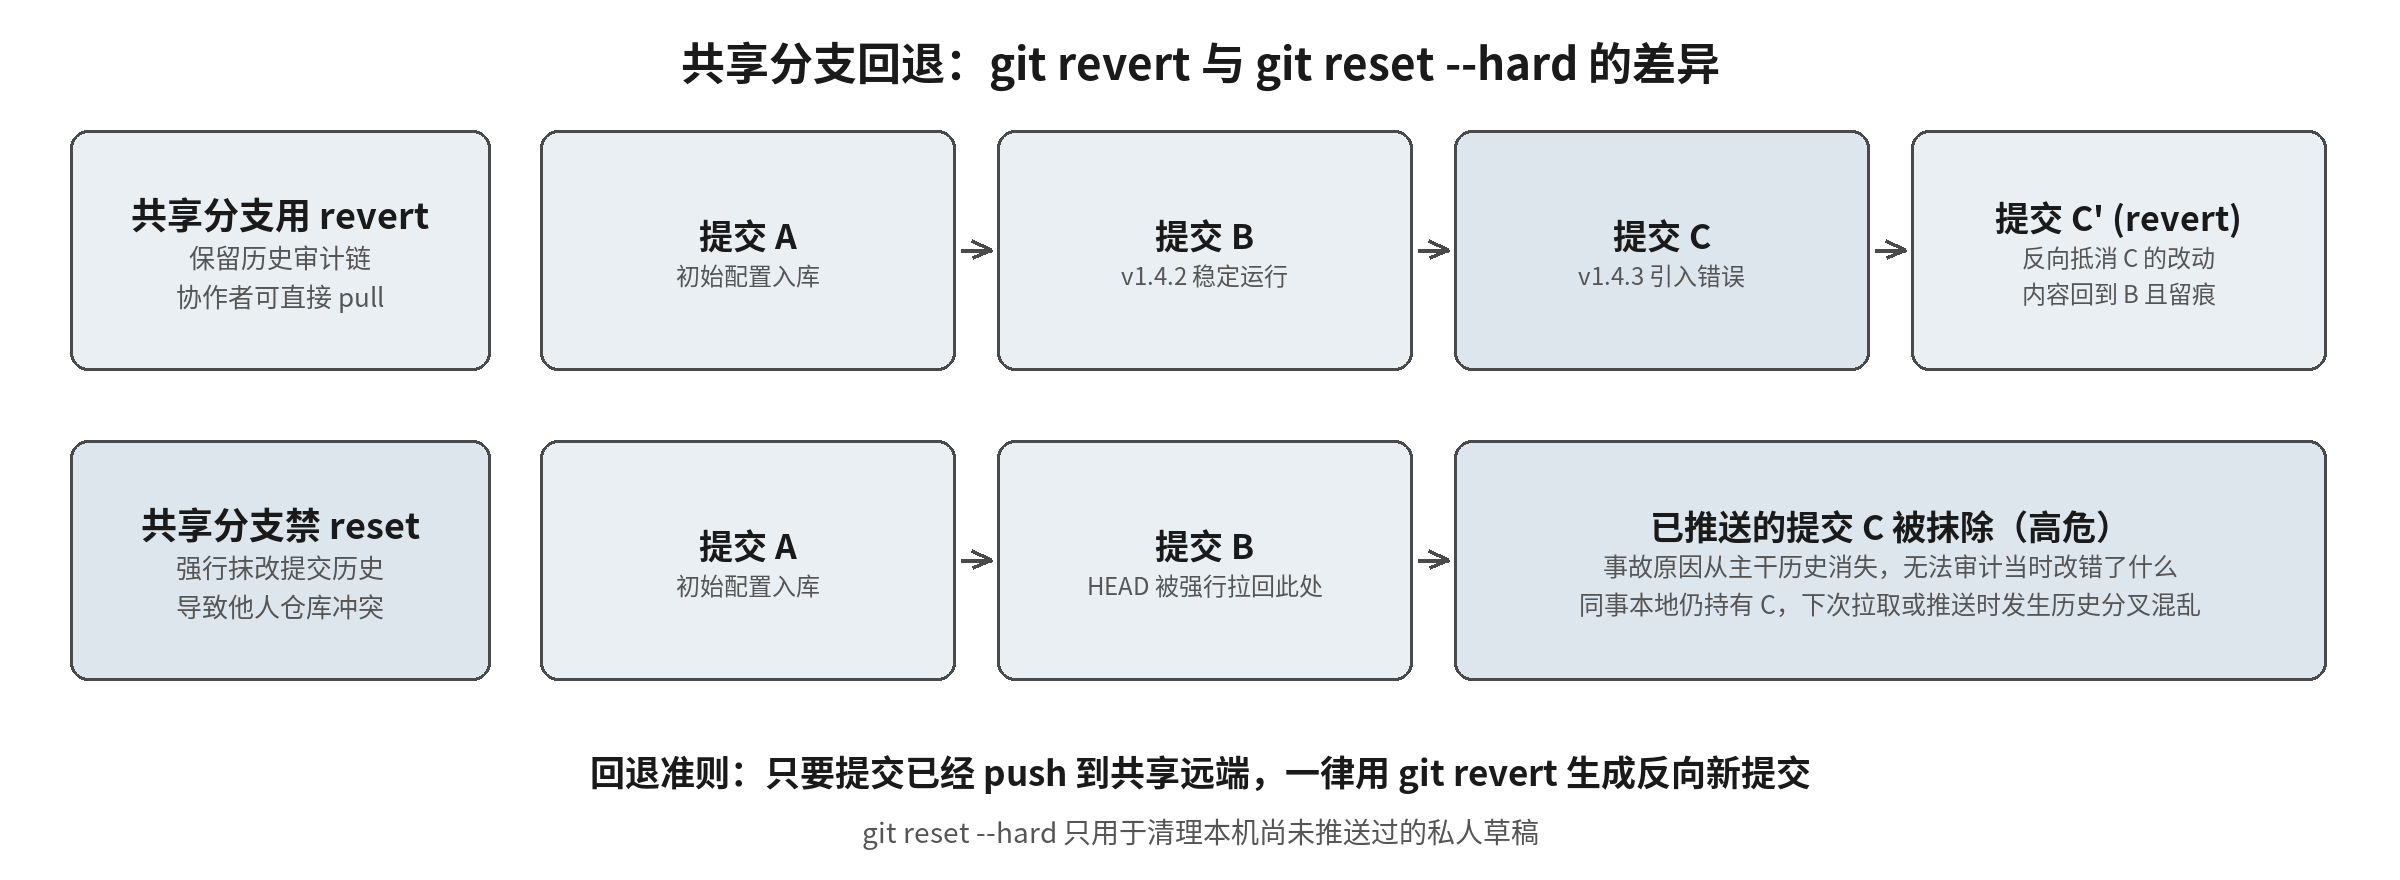 共享分支回退：git revert 与 git reset --hard 的差异
共享分支用 revert
保留历史审计链
协作者可直接 pull
提交 A
初始配置入库
提交 B
v1.4.2 稳定运行
提交 C
v1.4.3 引入错误
提交 C' (revert)
反向抵消 C 的改动
内容回到 B 且留痕
共享分支禁 reset
强行抹改提交历史
导致他人仓库冲突
提交 A
初始配置入库
提交 B
HEAD 被强行拉回此处
已推送的提交 C 被抹除（高危）
事故原因从主干历史消失，无法审计当时改错了什么
同事本地仍持有 C，下次拉取或推送时发生历史分叉混乱
回退准则：只要提交已经 push 到共享远端，一律用 git revert 生成反向新提交
git reset --hard 只用于清理本机尚未推送过的私人草稿